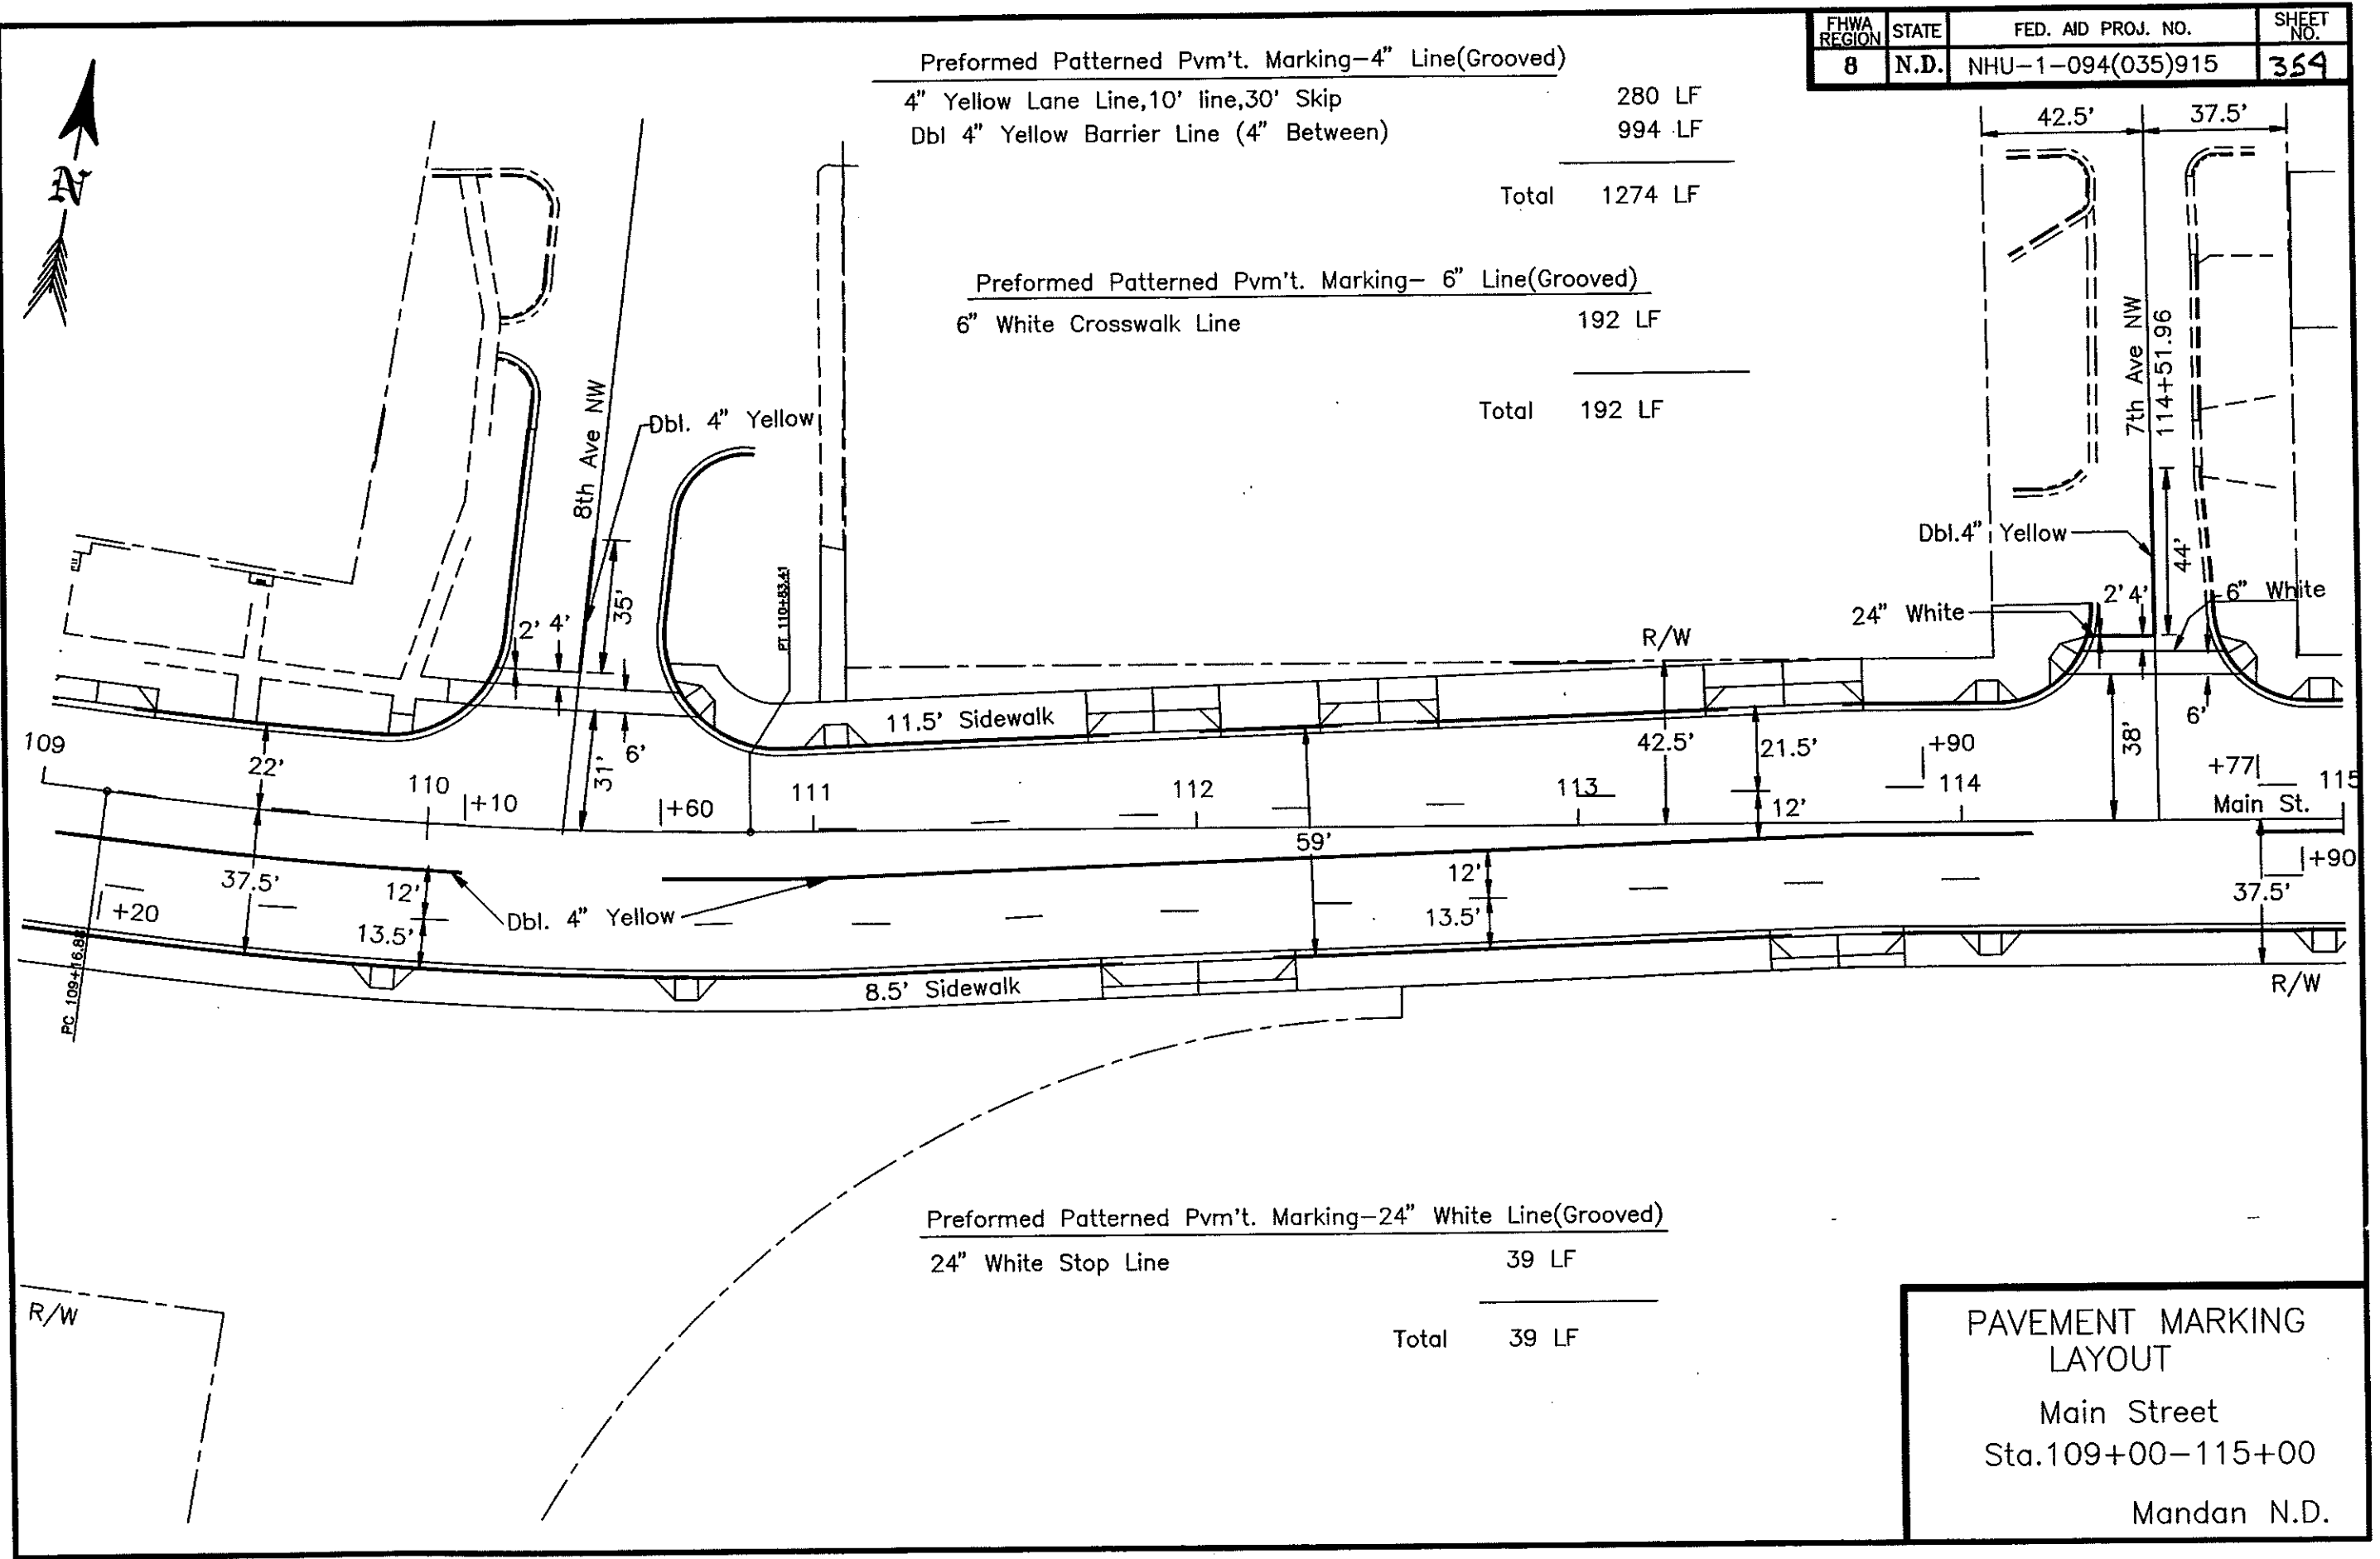 FHWA REGION STATE FED. AID PROJ. NO. SHEET NO.
8 N.D. NHU-1-094(035)915 354
Preformed Patterned Pvm't. Marking-4" Line(Grooved)
4" Yellow Lane Line,10' line,30' Skip 280 LF
Dbl 4" Yellow Barrier Line (4" Between) 994 LF
Total 1274 LF
Preformed Patterned Pvm't. Marking- 6" Line(Grooved)
6" White Crosswalk Line 192 LF
Total 192 LF
N
42.5' 37.5'
8th Ave NW
Dbl. 4" Yellow
35'
2' 4'
PT 110+83.41
7th Ave NW
114+51.96
Dbl.4" Yellow
44'
2' 4'
6" White
24" White
R/W
11.5' Sidewalk
109
22'
110
+10
31'
6'
+60
111
112
113
42.5'
21.5'
12'
+90
114
38'
6'
+77
115
Main St.
59'
37.5'
12'
13.5'
+20
Dbl. 4" Yellow
12'
13.5'
+90
37.5'
PC 109+16.88
8.5' Sidewalk
R/W
Preformed Patterned Pvm't. Marking-24" White Line(Grooved)
24" White Stop Line 39 LF
Total 39 LF
R/W
PAVEMENT MARKING
LAYOUT
Main Street
Sta.109+00-115+00
Mandan N.D.